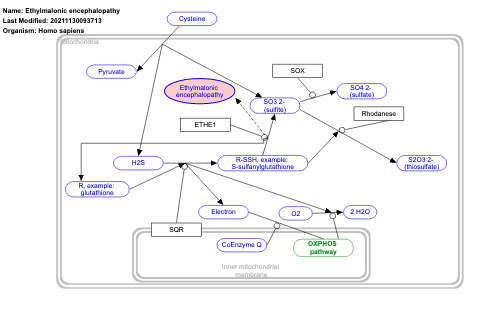 Name: Ethylmalonic encephalopathy
Last Modified: 20211130093713
Organism: Homo sapiens
Cysteine
Mitochondria
Pyruvate
SOX
Ethylmalonic
encephalopathy
SO4 2-
(sulfate)
SO3 2-
(sulfite)
Rhodanese
ETHE1
H2S
R-SSH, example:
S-sulfanylglutathione
S2O3 2-
(thiosulfate)
R, example:
glutathione
Electron
O2
2 H2O
SQR
CoEnzyme Q
OXPHOS
pathway
Inner mitochondrial
membrane